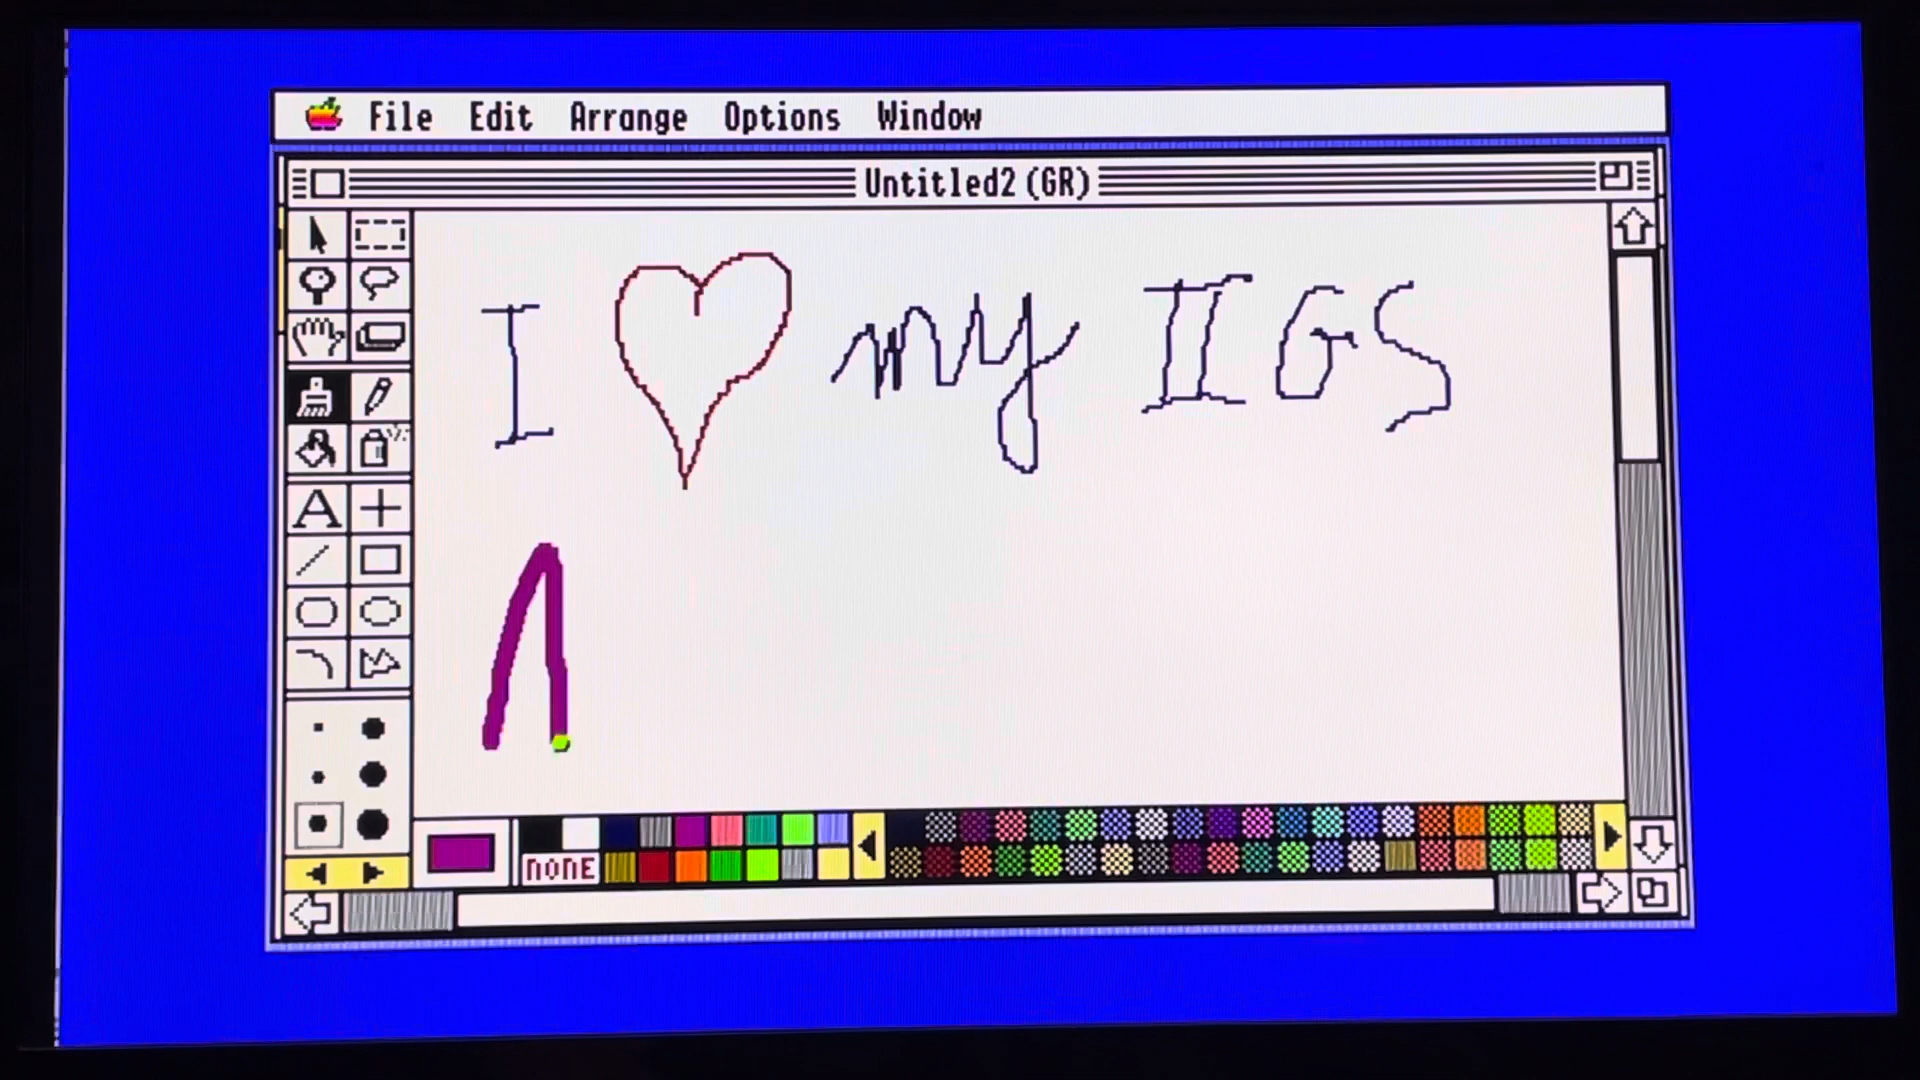 File Edit Arrange Options Window
Untitled2 (GR)
I ♡ my IIGS
A
none